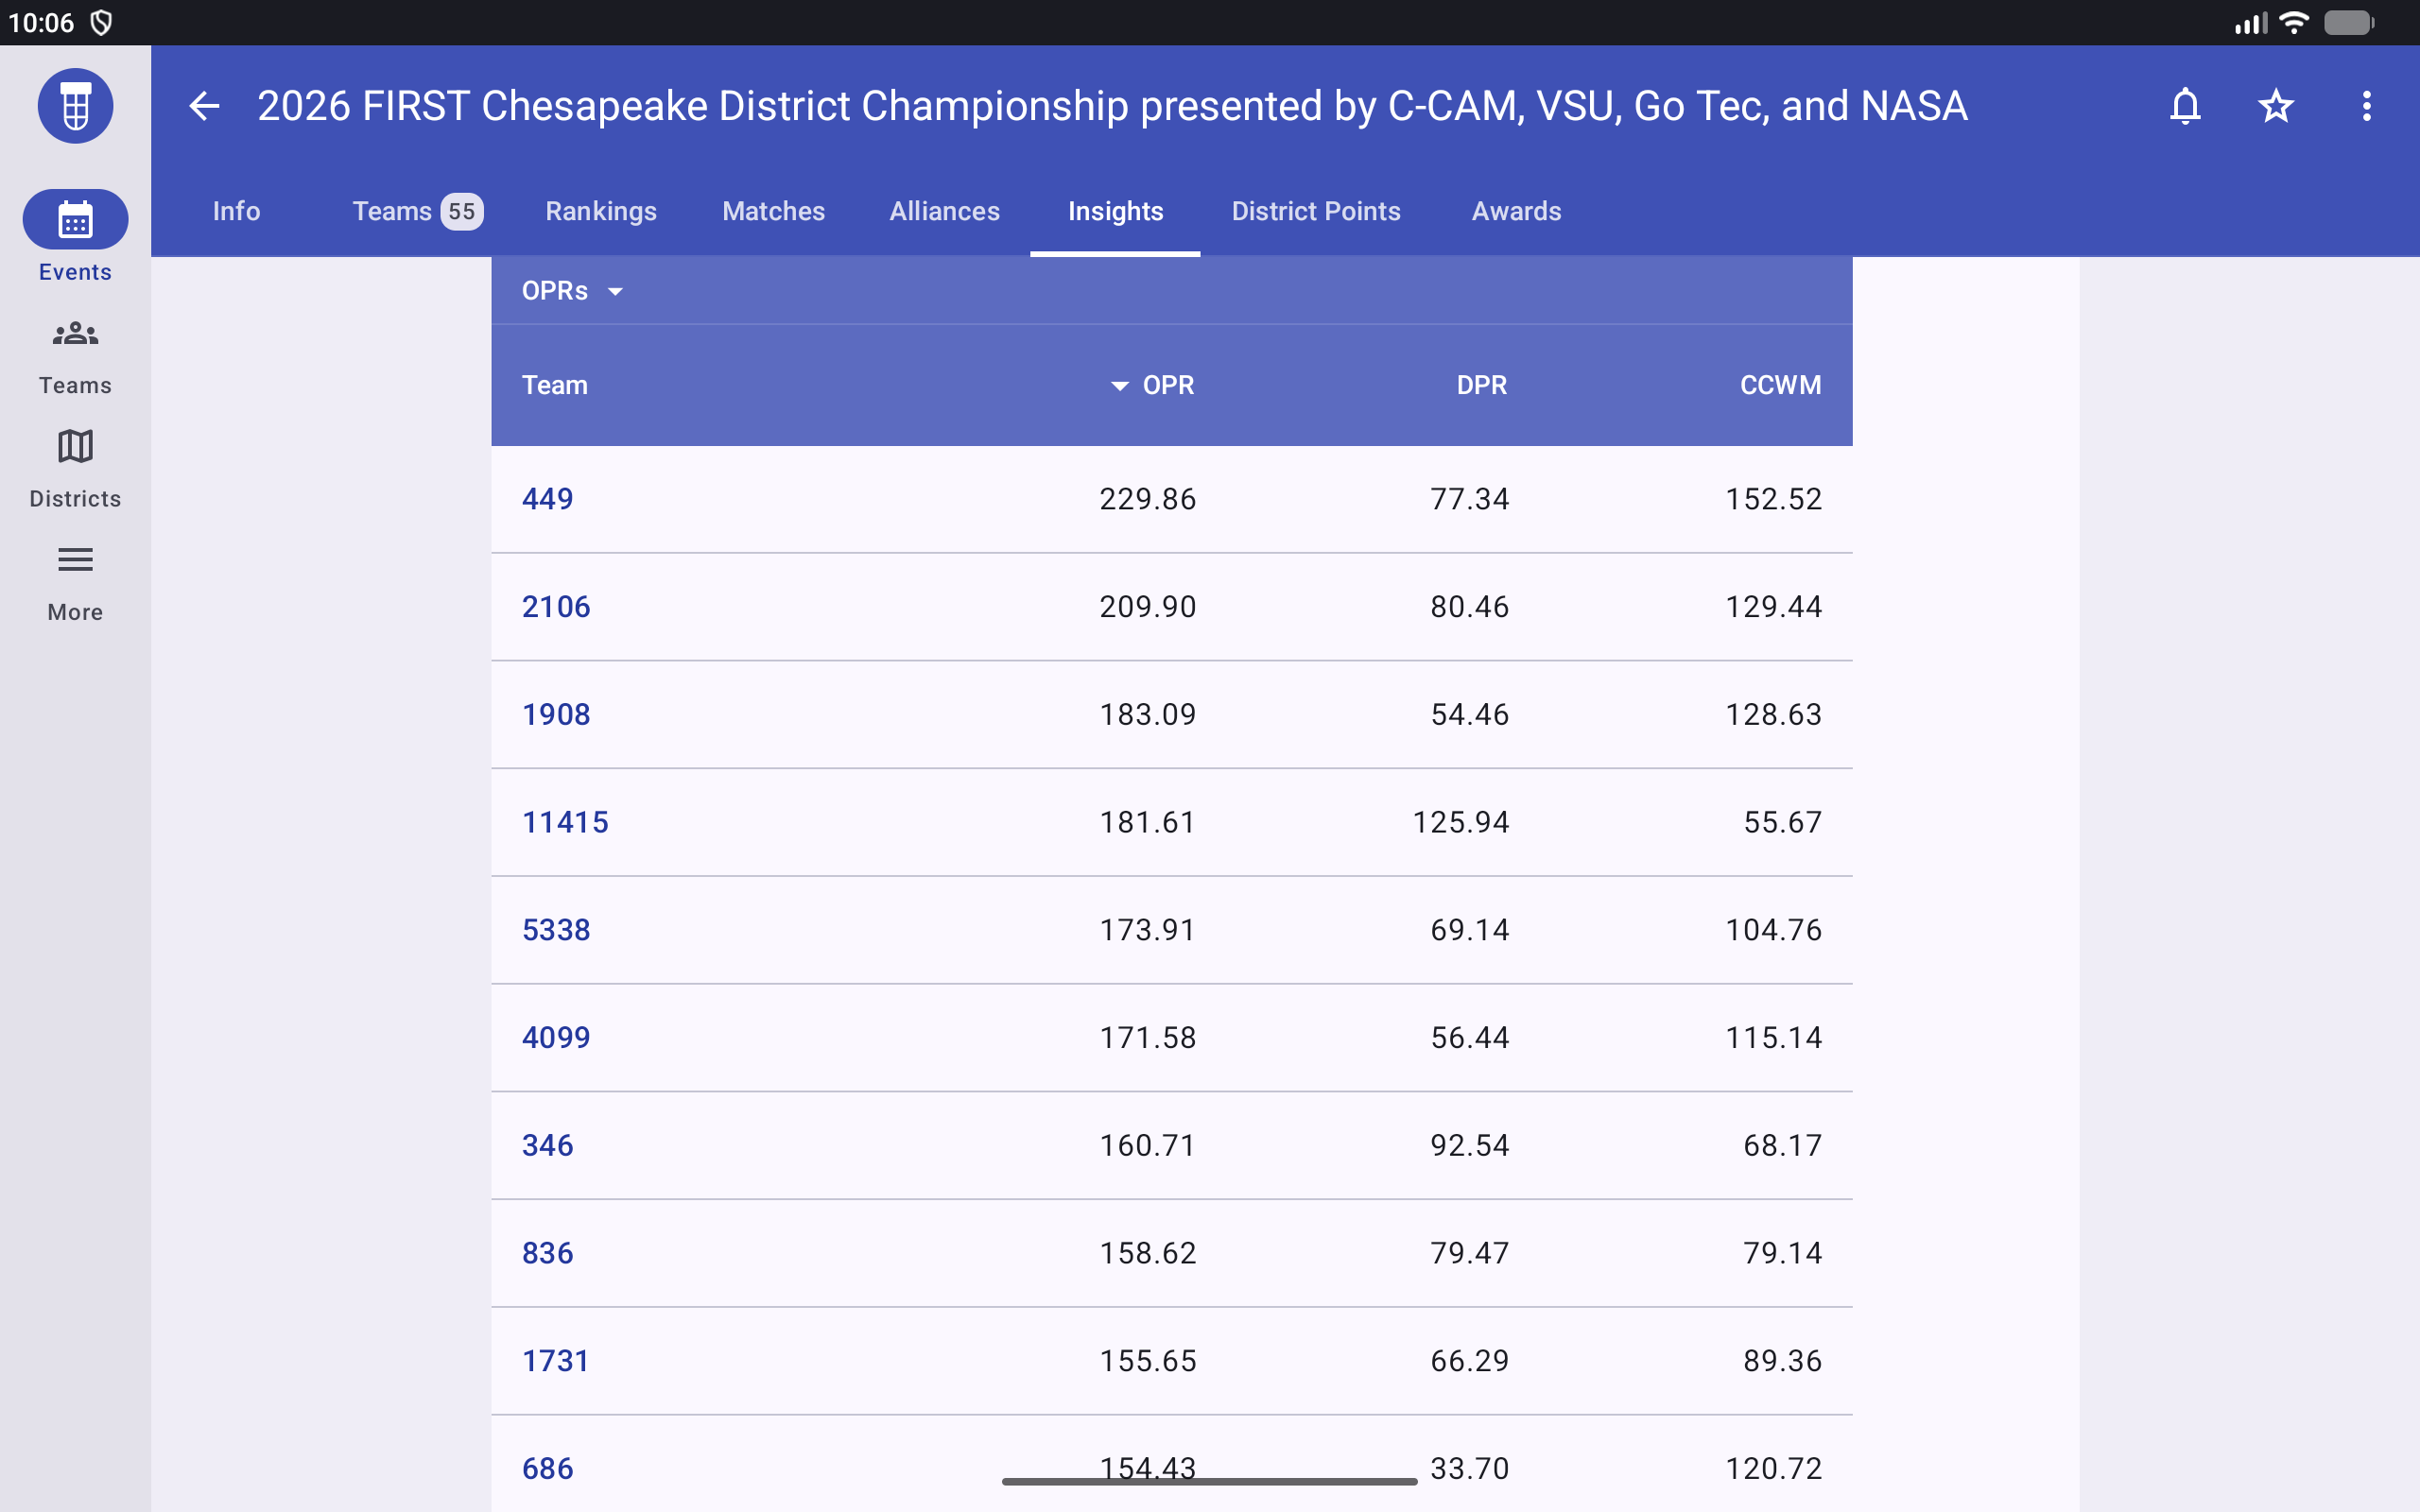 10:06
2026 FIRST Chesapeake District Championship presented by C-CAM, VSU, Go Tec, and NASA
Info Teams 55 Rankings Matches Alliances Insights District Points Awards
Events
Teams
Districts
More
OPRs
Team OPR DPR CCWM
449 229.86 77.34 152.52
2106 209.90 80.46 129.44
1908 183.09 54.46 128.63
11415 181.61 125.94 55.67
5338 173.91 69.14 104.76
4099 171.58 56.44 115.14
346 160.71 92.54 68.17
836 158.62 79.47 79.14
1731 155.65 66.29 89.36
686 154.43 33.70 120.72